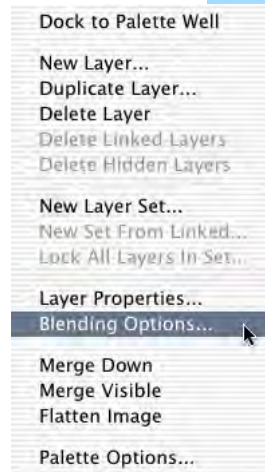 Dock to Palette Well
New Layer...
Duplicate Layer...
Delete Layer
Delete Linked Layers
Delete Hidden Layers
New Layer Set...
New Set From Linked...
Lock All Layers In Set...
Layer Properties...
Blending Options...
Merge Down
Merge Visible
Flatten Image
Palette Options...